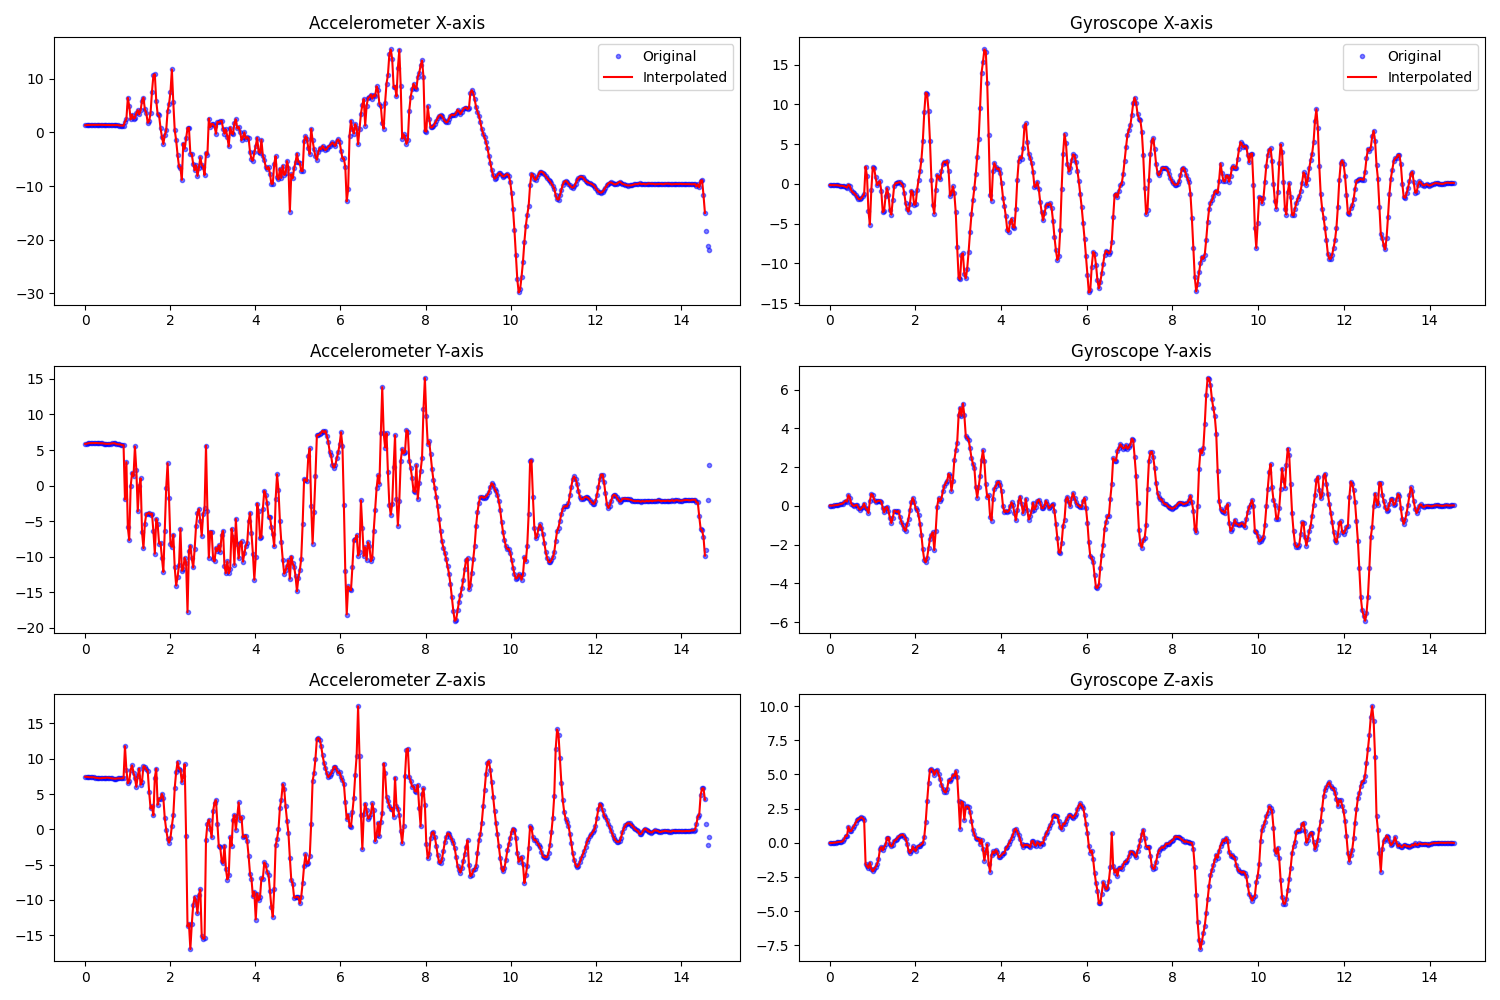 Accelerometer X-axis
Original
Interpolated
10
0
−10
−20
−30
0 2 4 6 8 10 12 14
Gyroscope X-axis
Original
Interpolated
15
10
5
0
−5
−10
−15
0 2 4 6 8 10 12 14
Accelerometer Y-axis
15
10
5
0
−5
−10
−15
−20
0 2 4 6 8 10 12 14
Gyroscope Y-axis
6
4
2
0
−2
−4
−6
0 2 4 6 8 10 12 14
Accelerometer Z-axis
15
10
5
0
−5
−10
−15
0 2 4 6 8 10 12 14
Gyroscope Z-axis
10.0
7.5
5.0
2.5
0.0
−2.5
−5.0
−7.5
0 2 4 6 8 10 12 14